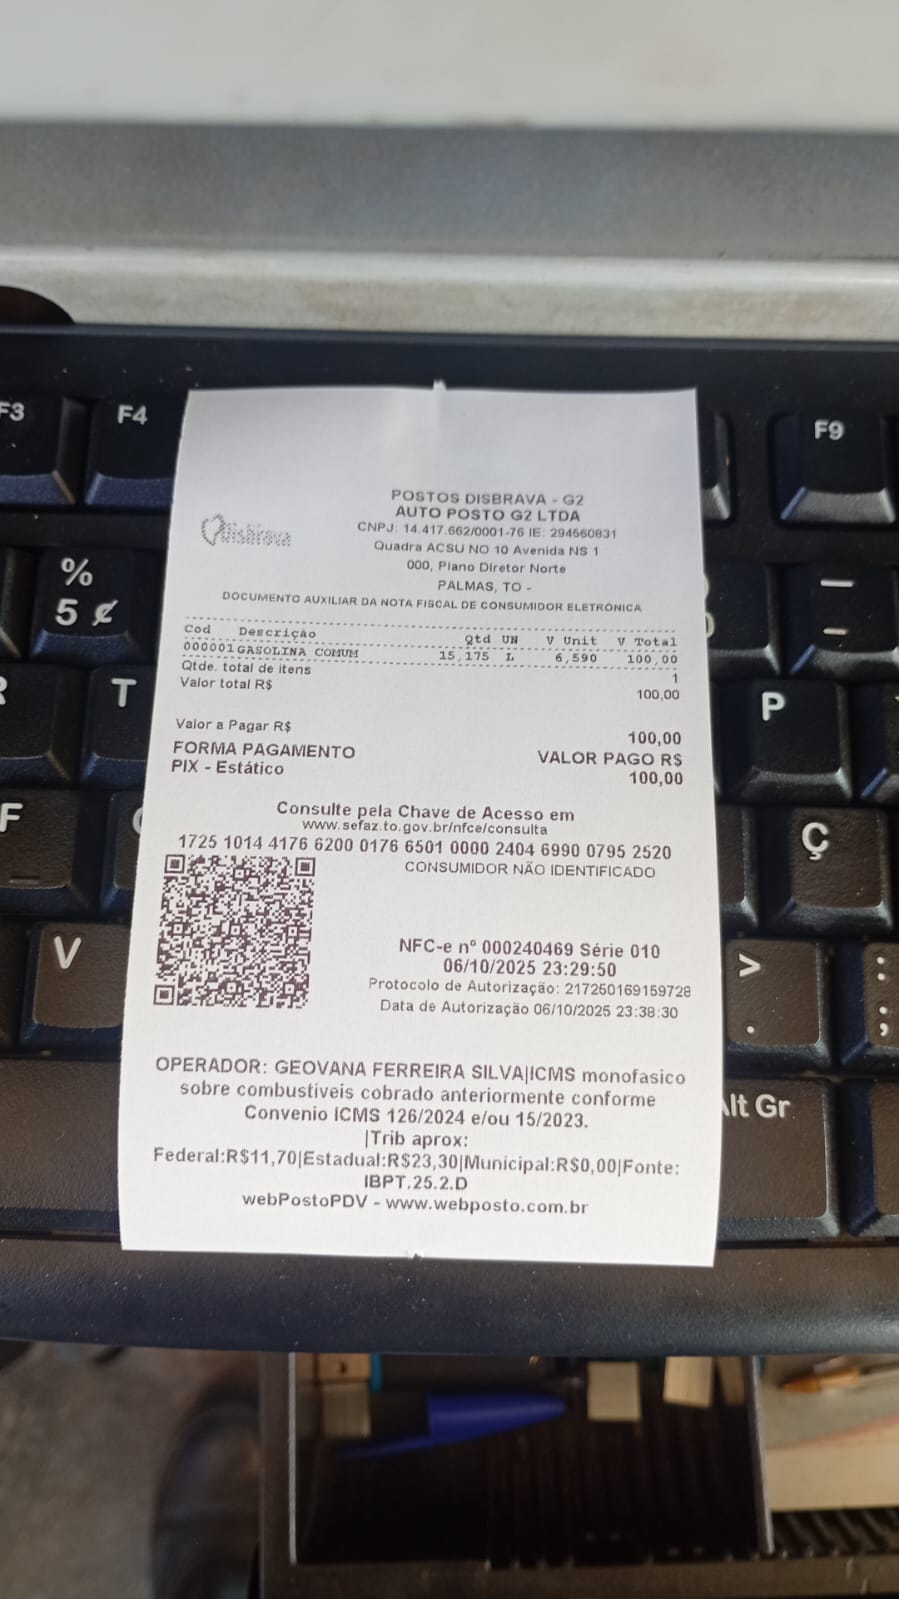 POSTOS DISBRAVA - G2
AUTO POSTO G2 LTDA
CNPJ: 14.417.662/0001-76 IE: 294560831
Disbrava
Quadra ACSU NO 10 Avenida NS 1
000, Plano Diretor Norte
PALMAS, TO -
DOCUMENTO AUXILIAR DA NOTA FISCAL DE CONSUMIDOR ELETRÔNICA
Cod Descrição Qtd UN V Unit V Total
000001GASOLINA COMUM 15,175 L 6,590 100,00
Qtde. total de itens 1
Valor total R$ 100,00
Valor a Pagar R$ 100,00
FORMA PAGAMENTO VALOR PAGO R$
PIX - Estático 100,00
Consulte pela Chave de Acesso em
www.sefaz.to.gov.br/nfce/consulta
1725 1014 4176 6200 0176 6501 0000 2404 6990 0795 2520
CONSUMIDOR NÃO IDENTIFICADO
NFC-e nº 000240469 Série 010
06/10/2025 23:29:50
Protocolo de Autorização: 217250169159728
Data de Autorização 06/10/2025 23:38:30
OPERADOR: GEOVANA FERREIRA SILVA|ICMS monofasico
sobre combustíveis cobrado anteriormente conforme
Convenio ICMS 126/2024 e/ou 15/2023.
|Trib aprox:
Federal:R$11,70|Estadual:R$23,30|Municipal:R$0,00|Fonte:
IBPT.25.2.D
webPostoPDV - www.webposto.com.br
F3
F4
F9
%
5 ¢
R
T
P
F
Ç
V
>
.
:
;
Alt Gr